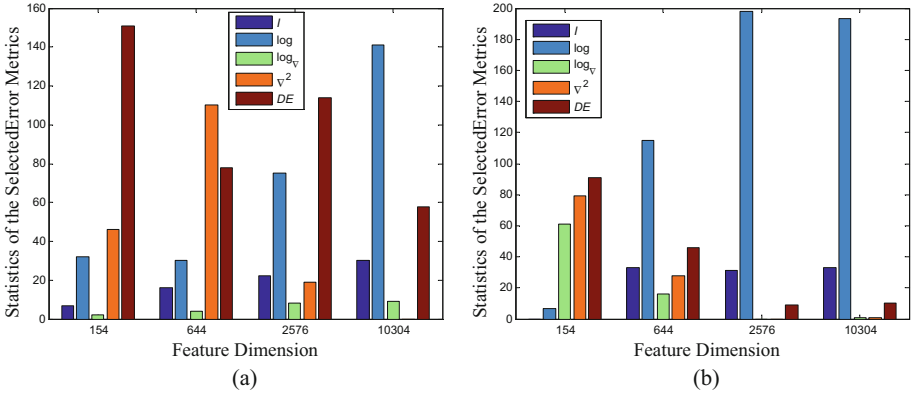 Statistics of the SelectedError Metrics
160
140
120
100
80
60
40
20
0
I
log
log∇
∇²
DE
154
644
2576
10304
Feature Dimension
(a)
Statistics of the SelectedError Metrics
200
180
160
140
120
100
80
60
40
20
0
I
log
log∇
∇²
DE
154
644
2576
10304
Feature Dimension
(b)